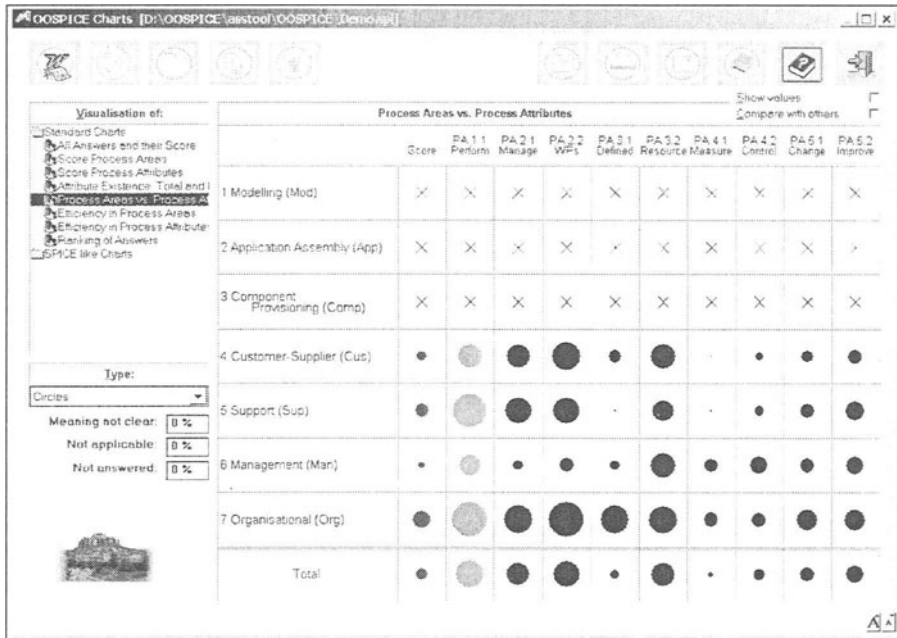 OOSPICE Charts [D:\OOSPICE\asstool\OOSPICE_Demo.apl]
Show values
Compare with others
Visualisation of:
Standard Charts
All Answers and their Score
Score Process Areas
Score Process Attributes
Attribute Existence: Total and
Process Areas vs. Process At
Efficiency in Process Areas
Efficiency in Process Attribute
Ranking of Answers
SPICE like Charts
Type:
Circles
Meaning not clear: 0 %
Not applicable: 0 %
Not answered: 0 %
Process Areas vs. Process Attributes
Score PA.1.1 Perform PA.2.1 Manage PA.2.2 WPs PA.3.1 Defined PA.3.2 Resource PA.4.1 Measure PA.4.2 Control PA.5.1 Change PA.5.2 Improve
1 Modelling (Mod)
2 Application Assembly (App)
3 Component
Provisioning (Comp)
4 Customer-Supplier (Cus)
5 Support (Sup)
6 Management (Man)
7 Organisational (Org)
Total